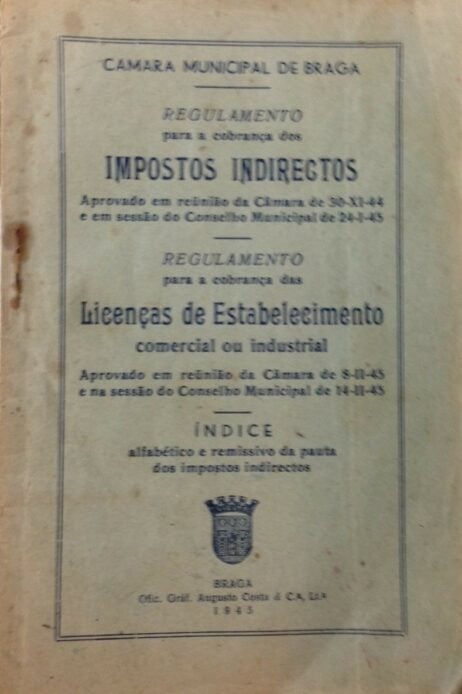 CAMARA MUNICIPAL DE BRAGA
REGULAMENTO
para a cobrança dos
IMPOSTOS INDIRECTOS
Aprovado em reünião da Câmara de 30-XI-44
e em sessão do Conselho Municipal de 24-I-45
REGULAMENTO
para a cobrança das
Licenças de Estabelecimento
comercial ou industrial
Aprovado em reünião da Câmara de 8-II-45
e na sessão do Conselho Municipal de 14-II-45
ÍNDICE
alfabético e remissivo da pauta
dos impostos indirectos
BRAGA
Ofic. Gráf. Augusto Costa & C.A, L.DA
1945